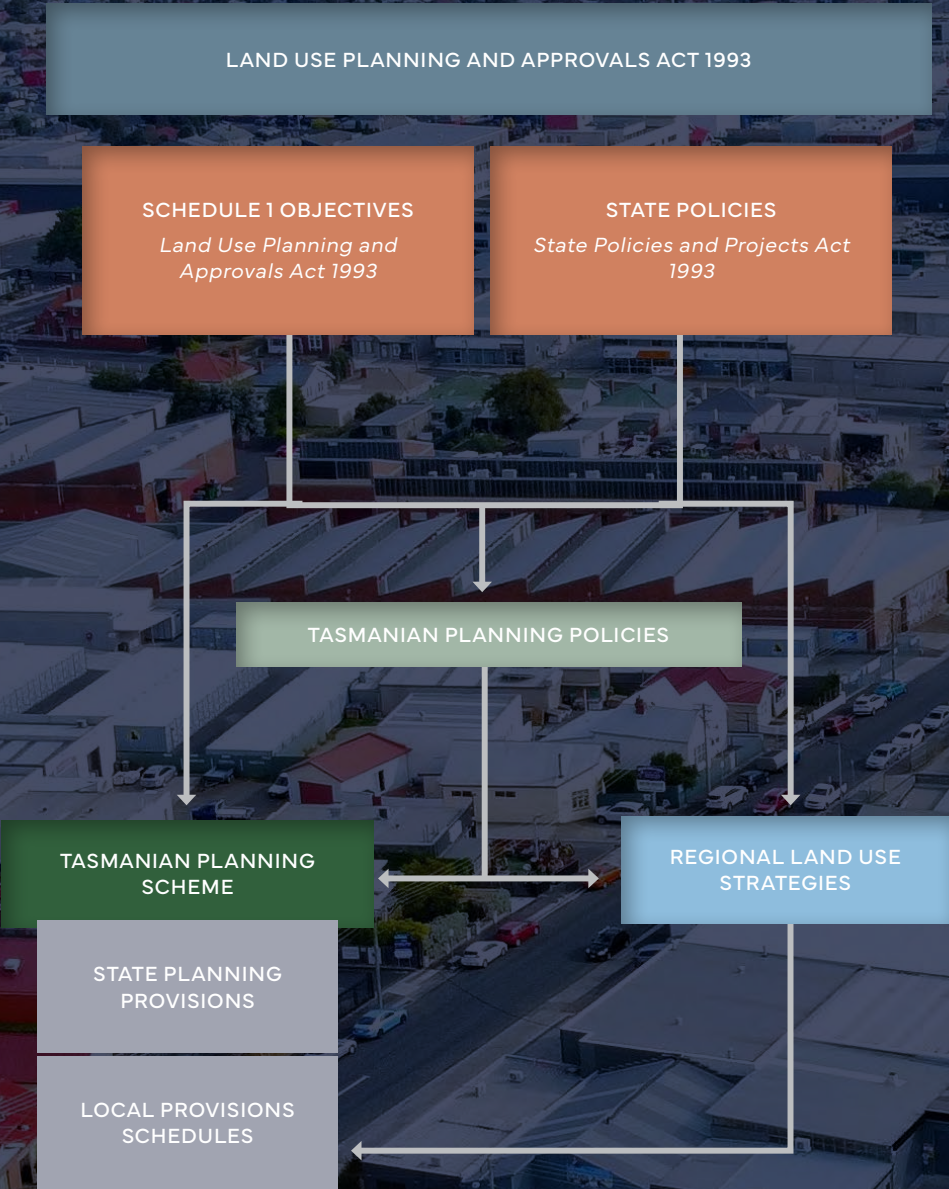 LAND USE PLANNING AND APPROVALS ACT 1993
SCHEDULE 1 OBJECTIVES
Land Use Planning and
Approvals Act 1993
STATE POLICIES
State Policies and Projects Act
1993
TASMANIAN PLANNING POLICIES
TASMANIAN PLANNING
SCHEME
REGIONAL LAND USE
STRATEGIES
STATE PLANNING
PROVISIONS
LOCAL PROVISIONS
SCHEDULES